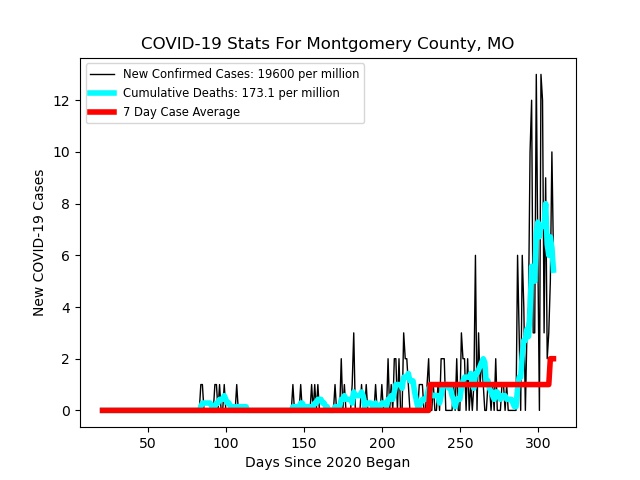 COVID-19 Stats For Montgomery County, MO
New Confirmed Cases: 19600 per million
Cumulative Deaths: 173.1 per million
7 Day Case Average
New COVID-19 Cases
12
10
8
6
4
2
0
50 100 150 200 250 300
Days Since 2020 Began